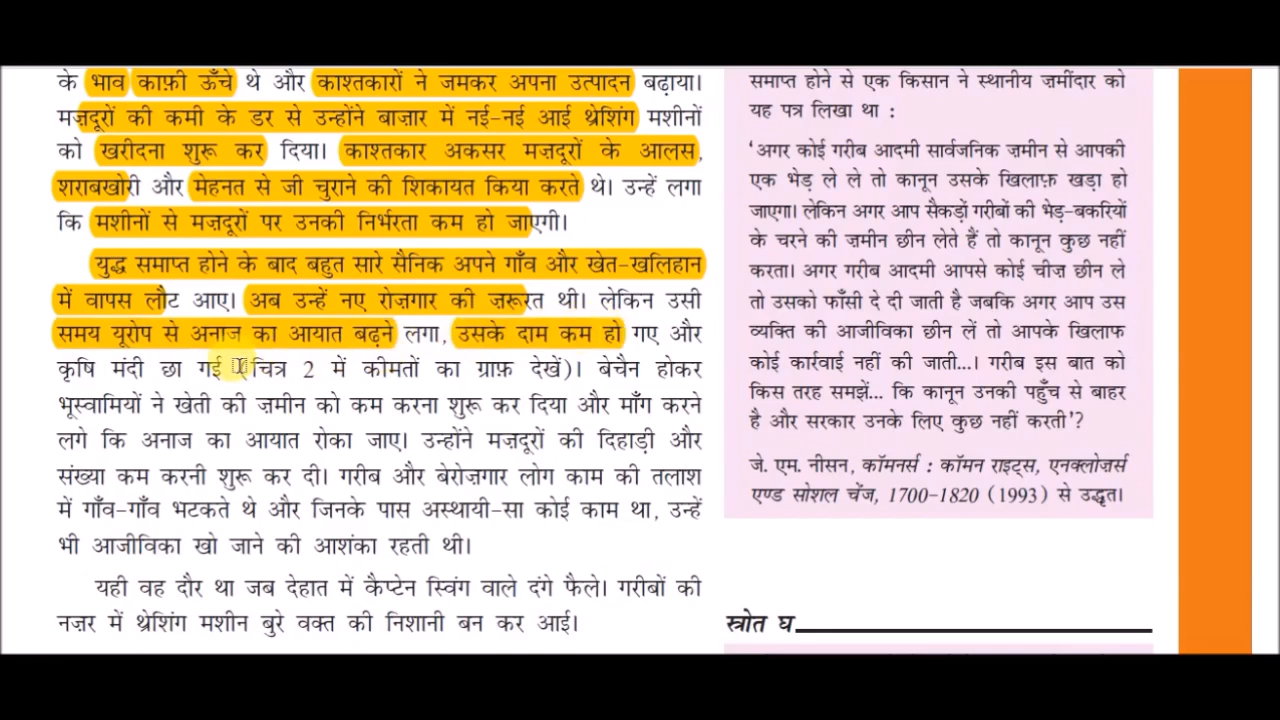 के भाव काफ़ी ऊँचे थे और काश्तकारों ने जमकर अपना उत्पादन बढ़ाया।
मज़दूरों की कमी के डर से उन्होंने बाज़ार में नई-नई आई थ्रेशिंग मशीनों
को खरीदना शुरू कर दिया। काश्तकार अकसर मज़दूरों के आलस,
शराबखोरी और मेहनत से जी चुराने की शिकायत किया करते थे। उन्हें लगा
कि मशीनों से मज़दूरों पर उनकी निर्भरता कम हो जाएगी।
युद्ध समाप्त होने के बाद बहुत सारे सैनिक अपने गाँव और खेत-खलिहान
में वापस लौट आए। अब उन्हें नए रोज़गार की ज़रूरत थी। लेकिन उसी
समय यूरोप से अनाज का आयात बढ़ने लगा, उसके दाम कम हो गए और
कृषि मंदी छा गई (चित्र 2 में कीमतों का ग्राफ़ देखें)। बेचैन होकर
भूस्वामियों ने खेती की ज़मीन को कम करना शुरू कर दिया और माँग करने
लगे कि अनाज का आयात रोका जाए। उन्होंने मज़दूरों की दिहाड़ी और
संख्या कम करनी शुरू कर दी। गरीब और बेरोज़गार लोग काम की तलाश
में गाँव-गाँव भटकते थे और जिनके पास अस्थायी-सा कोई काम था, उन्हें
भी आजीविका खो जाने की आशंका रहती थी।
यही वह दौर था जब देहात में कैप्टेन स्विंग वाले दंगे फैले। गरीबों की
नज़र में थ्रेशिंग मशीन बुरे वक्त की निशानी बन कर आई।
समाप्त होने से एक किसान ने स्थानीय ज़मींदार को
यह पत्र लिखा था :
‘अगर कोई गरीब आदमी सार्वजनिक ज़मीन से आपकी
एक भेड़ ले ले तो कानून उसके खिलाफ़ खड़ा हो
जाएगा। लेकिन अगर आप सैकड़ों गरीबों की भेड़-बकरियों
के चरने की ज़मीन छीन लेते हैं तो कानून कुछ नहीं
करता। अगर गरीब आदमी आपसे कोई चीज़ छीन ले
तो उसको फाँसी दे दी जाती है जबकि अगर आप उस
व्यक्ति की आजीविका छीन लें तो आपके खिलाफ
कोई कार्रवाई नहीं की जाती...। गरीब इस बात को
किस तरह समझें... कि कानून उनकी पहुँच से बाहर
है और सरकार उनके लिए कुछ नहीं करती’?
जे. एम. नीसन, कॉमनर्स : कॉमन राइट्स, एनक्लोज़र्स
एण्ड सोशल चेंज, 1700-1820 (1993) से उद्धृत।
स्त्रोत घ